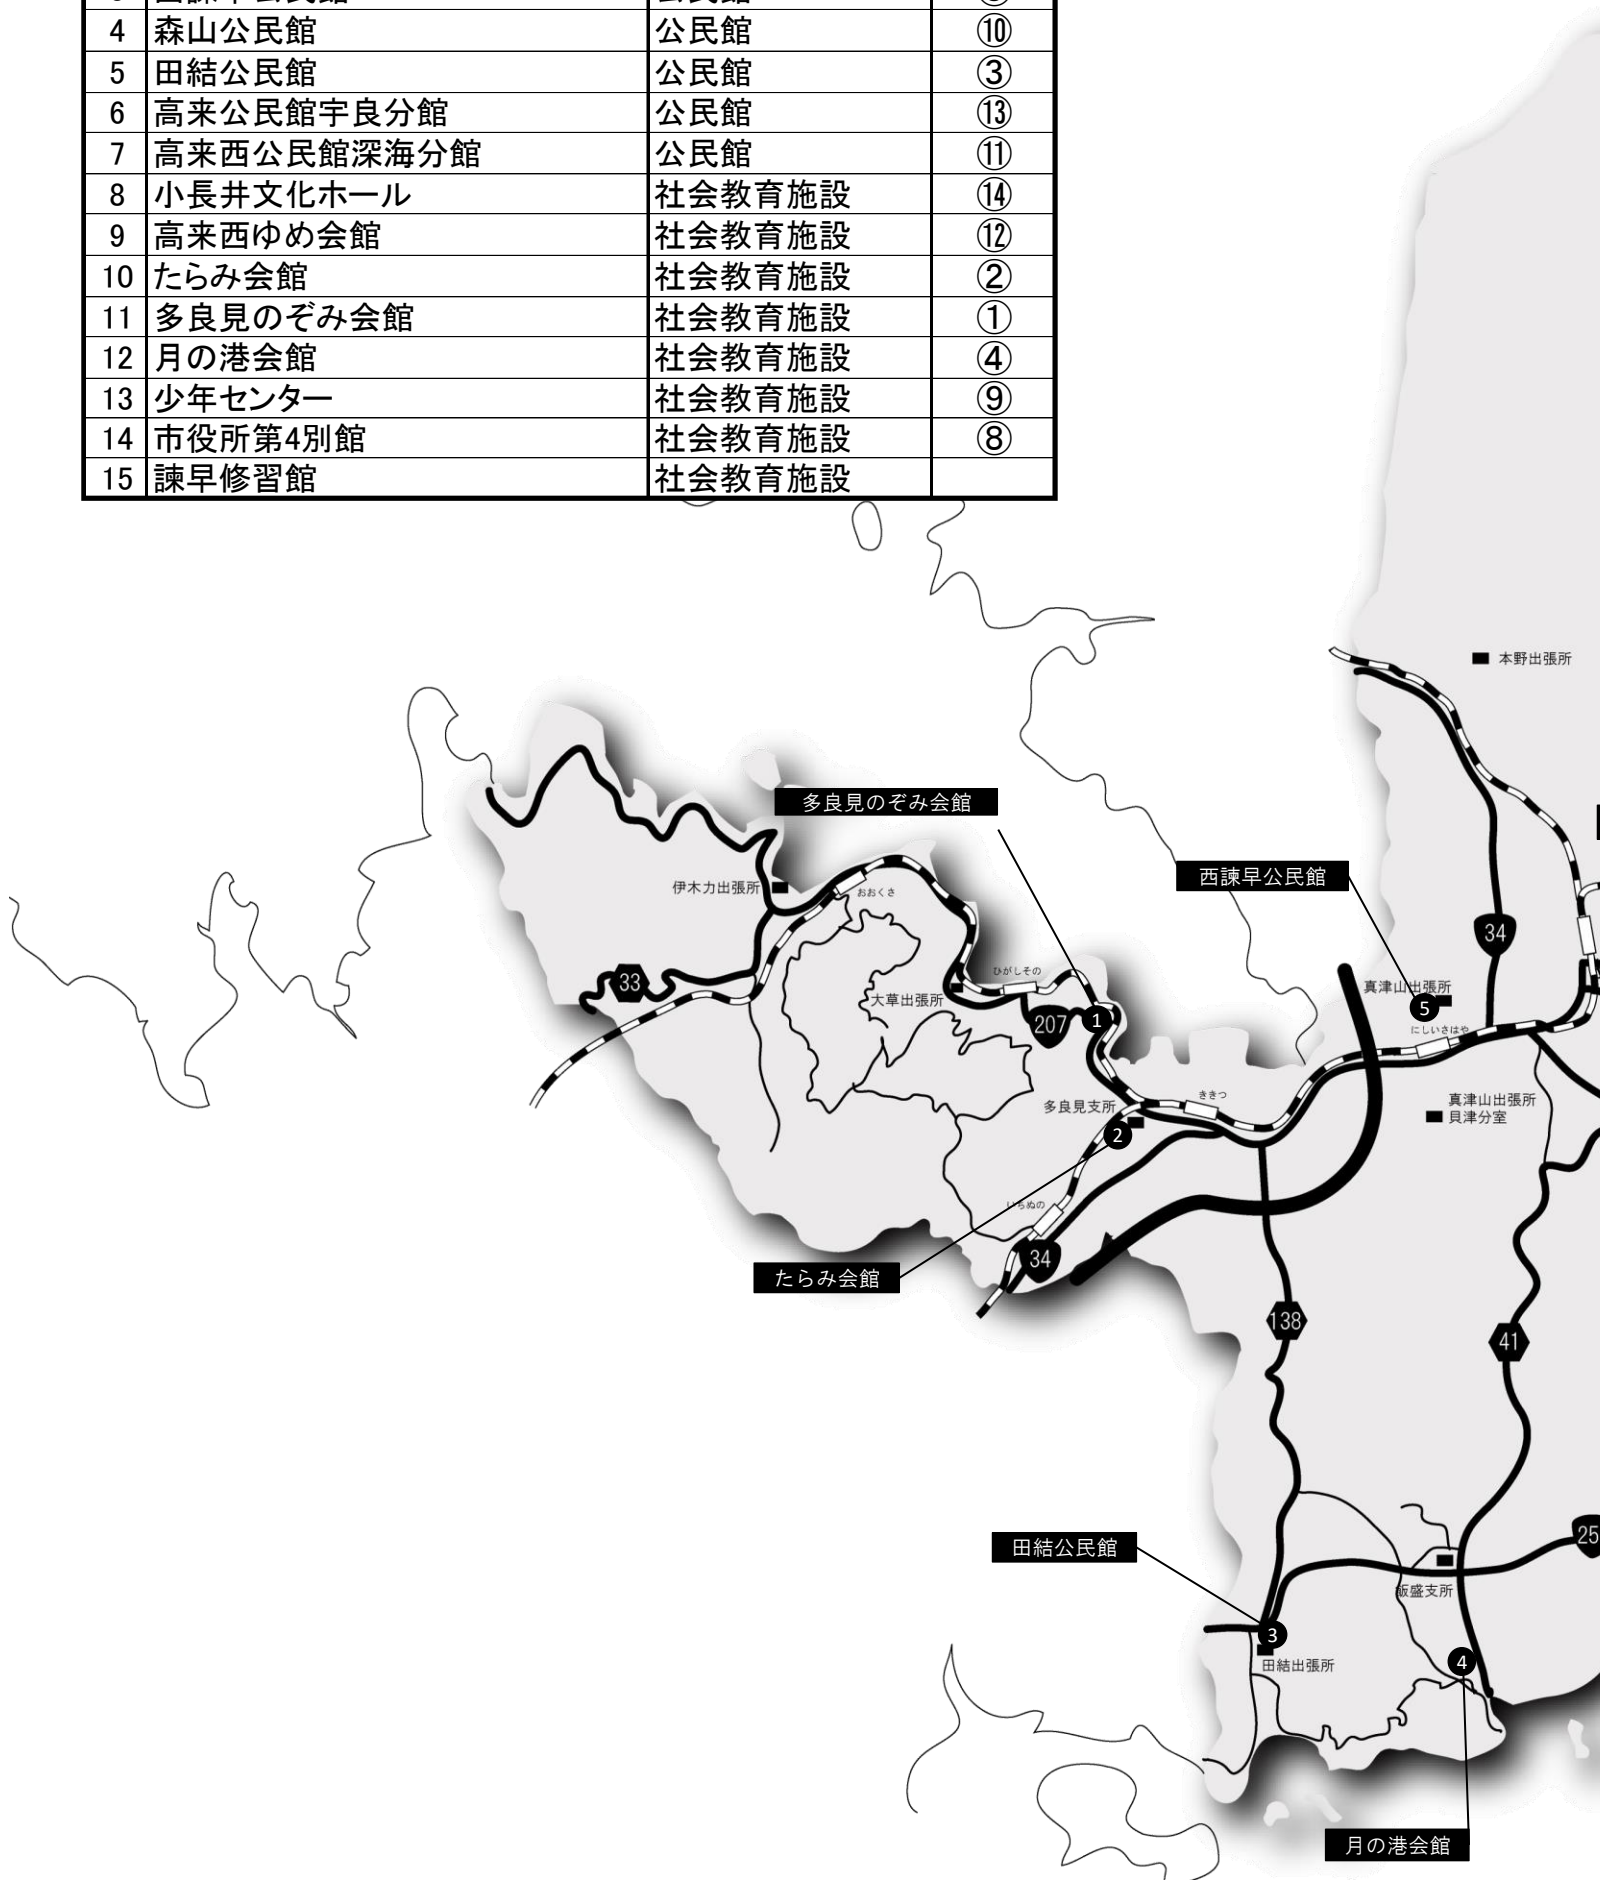 4 森山公民館 公民館 ⑩
5 田結公民館 公民館 ③
6 高来公民館宇良分館 公民館 ⑬
7 高来西公民館深海分館 公民館 ⑪
8 小長井文化ホール 社会教育施設 ⑭
9 高来西ゆめ会館 社会教育施設 ⑫
10 たらみ会館 社会教育施設 ②
11 多良見のぞみ会館 社会教育施設 ①
12 月の港会館 社会教育施設 ④
13 少年センター 社会教育施設 ⑨
14 市役所第4別館 社会教育施設 ⑧
15 諫早修習館 社会教育施設
本野出張所
多良見のぞみ会館
西諫早公民館
伊木力出張所
おおくさ
34
ひがしその
33
大草出張所
真津山出張所
5
207
1
にしいさはや
ききつ
多良見支所
真津山出張所
貝津分室
2
いちぬの
34
たらみ会館
138
41
25
田結公民館
飯盛支所
3
田結出張所
4
月の港会館